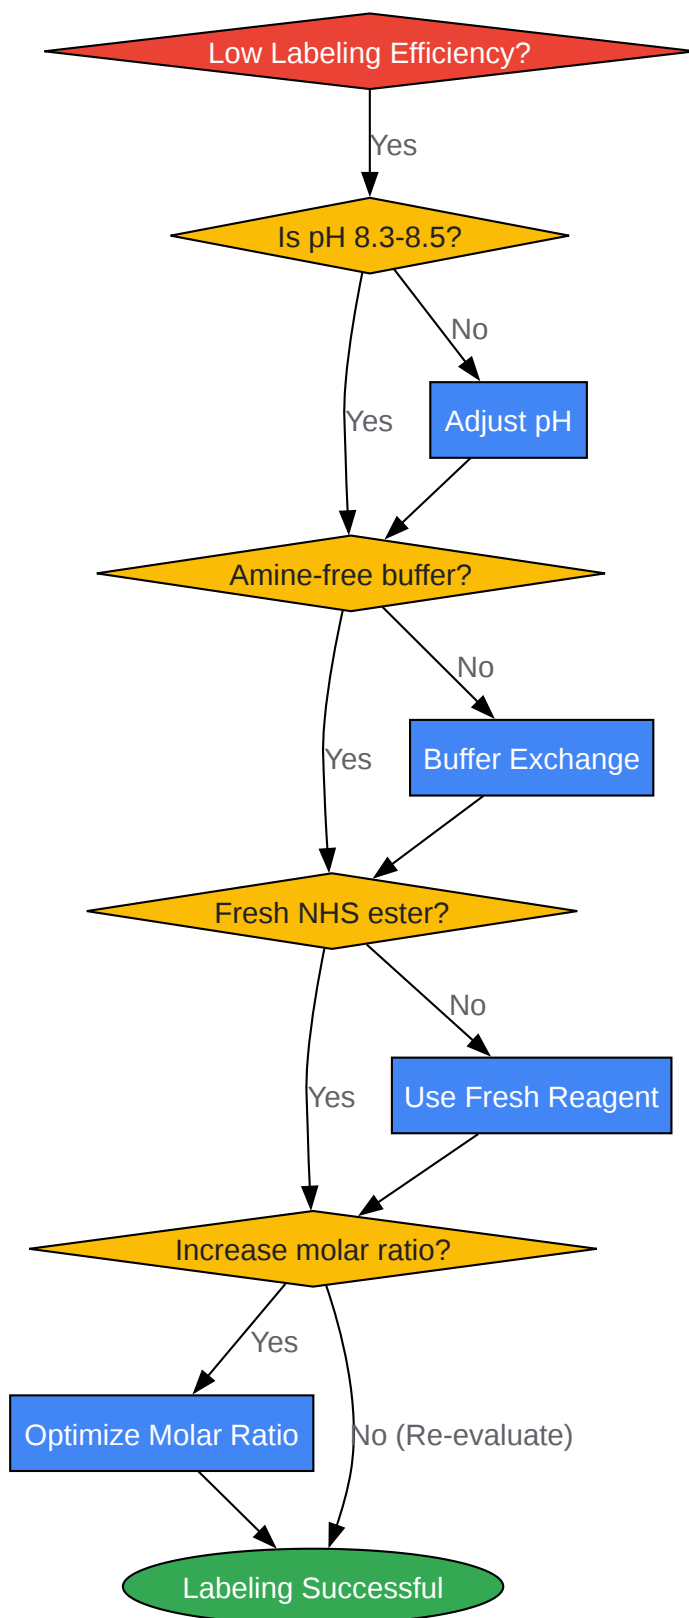 Low Labeling Efficiency?
Yes
Is pH 8.3-8.5?
No
Yes
Adjust pH
Amine-free buffer?
No
Yes
Buffer Exchange
Fresh NHS ester?
No
Yes
Use Fresh Reagent
Increase molar ratio?
Yes
Optimize Molar Ratio
No (Re-evaluate)
Labeling Successful